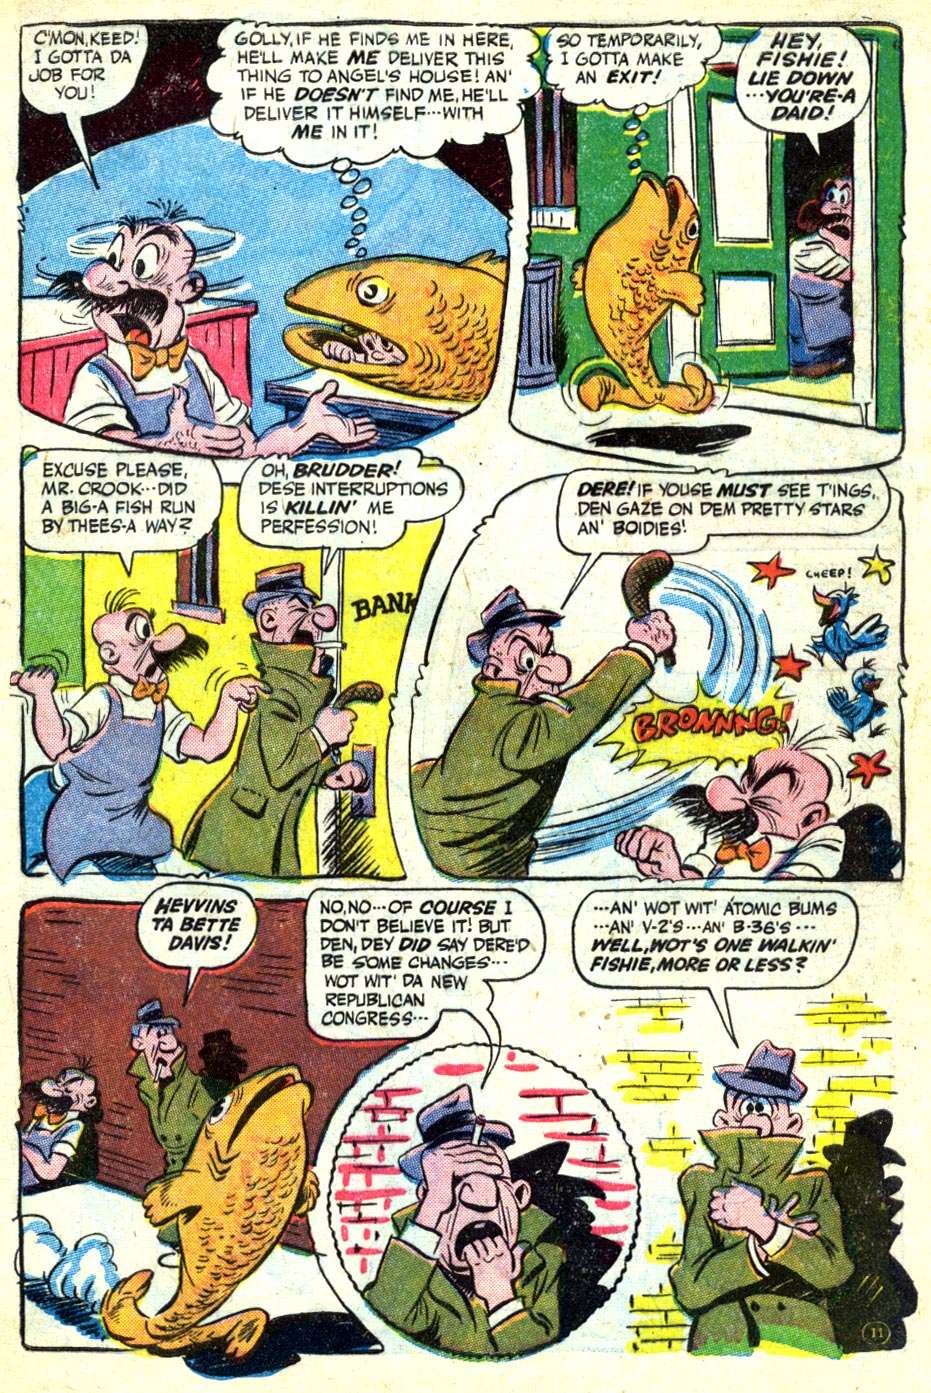 C'MON, KEED!
I GOTTA DA
JOB FOR
YOU!
GOLLY, IF HE FINDS ME IN HERE,
HE'LL MAKE ME DELIVER THIS
THING TO ANGEL'S HOUSE! AN'
IF HE DOESN'T FIND ME, HE'LL
DELIVER IT HIMSELF---WITH
ME IN IT!
SO TEMPORARILY,
I GOTTA MAKE
AN EXIT!
HEY,
FISHIE!
LIE DOWN
---YOU'RE-A
DAID!
EXCUSE PLEASE,
MR. CROOK---DID
A BIG-A FISH RUN
BY THEES-A WAY?
OH, BRUDDER!
DESE INTERRUPTIONS
IS KILLIN' ME
PERFESSION!
BANK
DERE! IF YOUSE MUST SEE T'INGS,
DEN GAZE ON DEM PRETTY STARS
AN' BOIDIES!
CHEEP!
BRONNNG!
HEVVINS
TA BETTE
DAVIS!
NO, NO---OF COURSE I
DON'T BELIEVE IT! BUT
DEN, DEY DID SAY DERE'D
BE SOME CHANGES---
WOT WIT' DA NEW
REPUBLICAN
CONGRESS---
---AN' WOT WIT' ATOMIC BUMS
---AN' V-2'S---AN' B-36'S---
WELL, WOT'S ONE WALKIN'
FISHIE, MORE OR LESS?
11